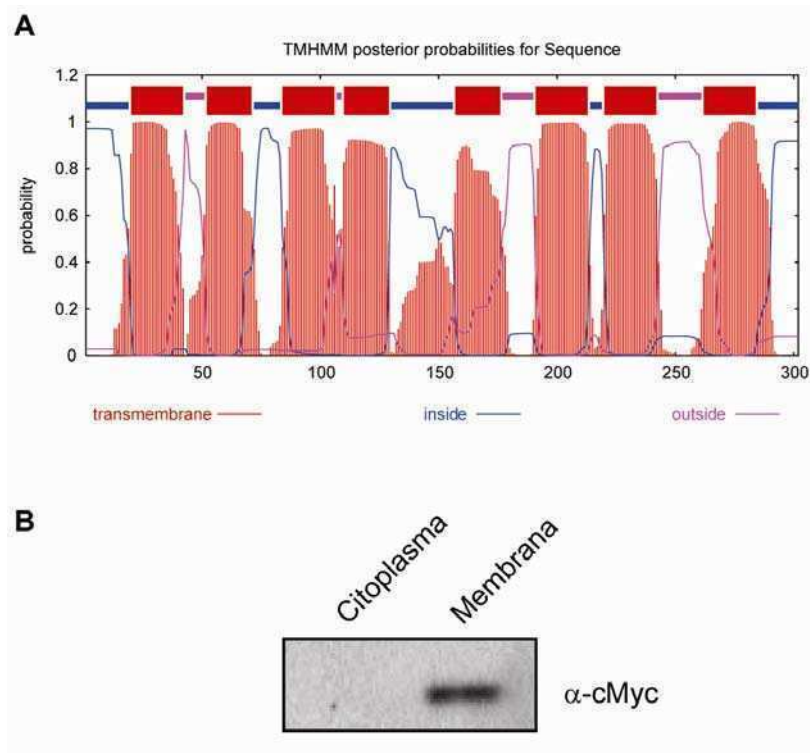 A
TMHMM posterior probabilities for Sequence
1.2
1
0.8
0.6
0.4
0.2
0
probability
50 100 150 200 250 300
transmembrane inside outside
B
Citoplasma Membrana
α-cMyc